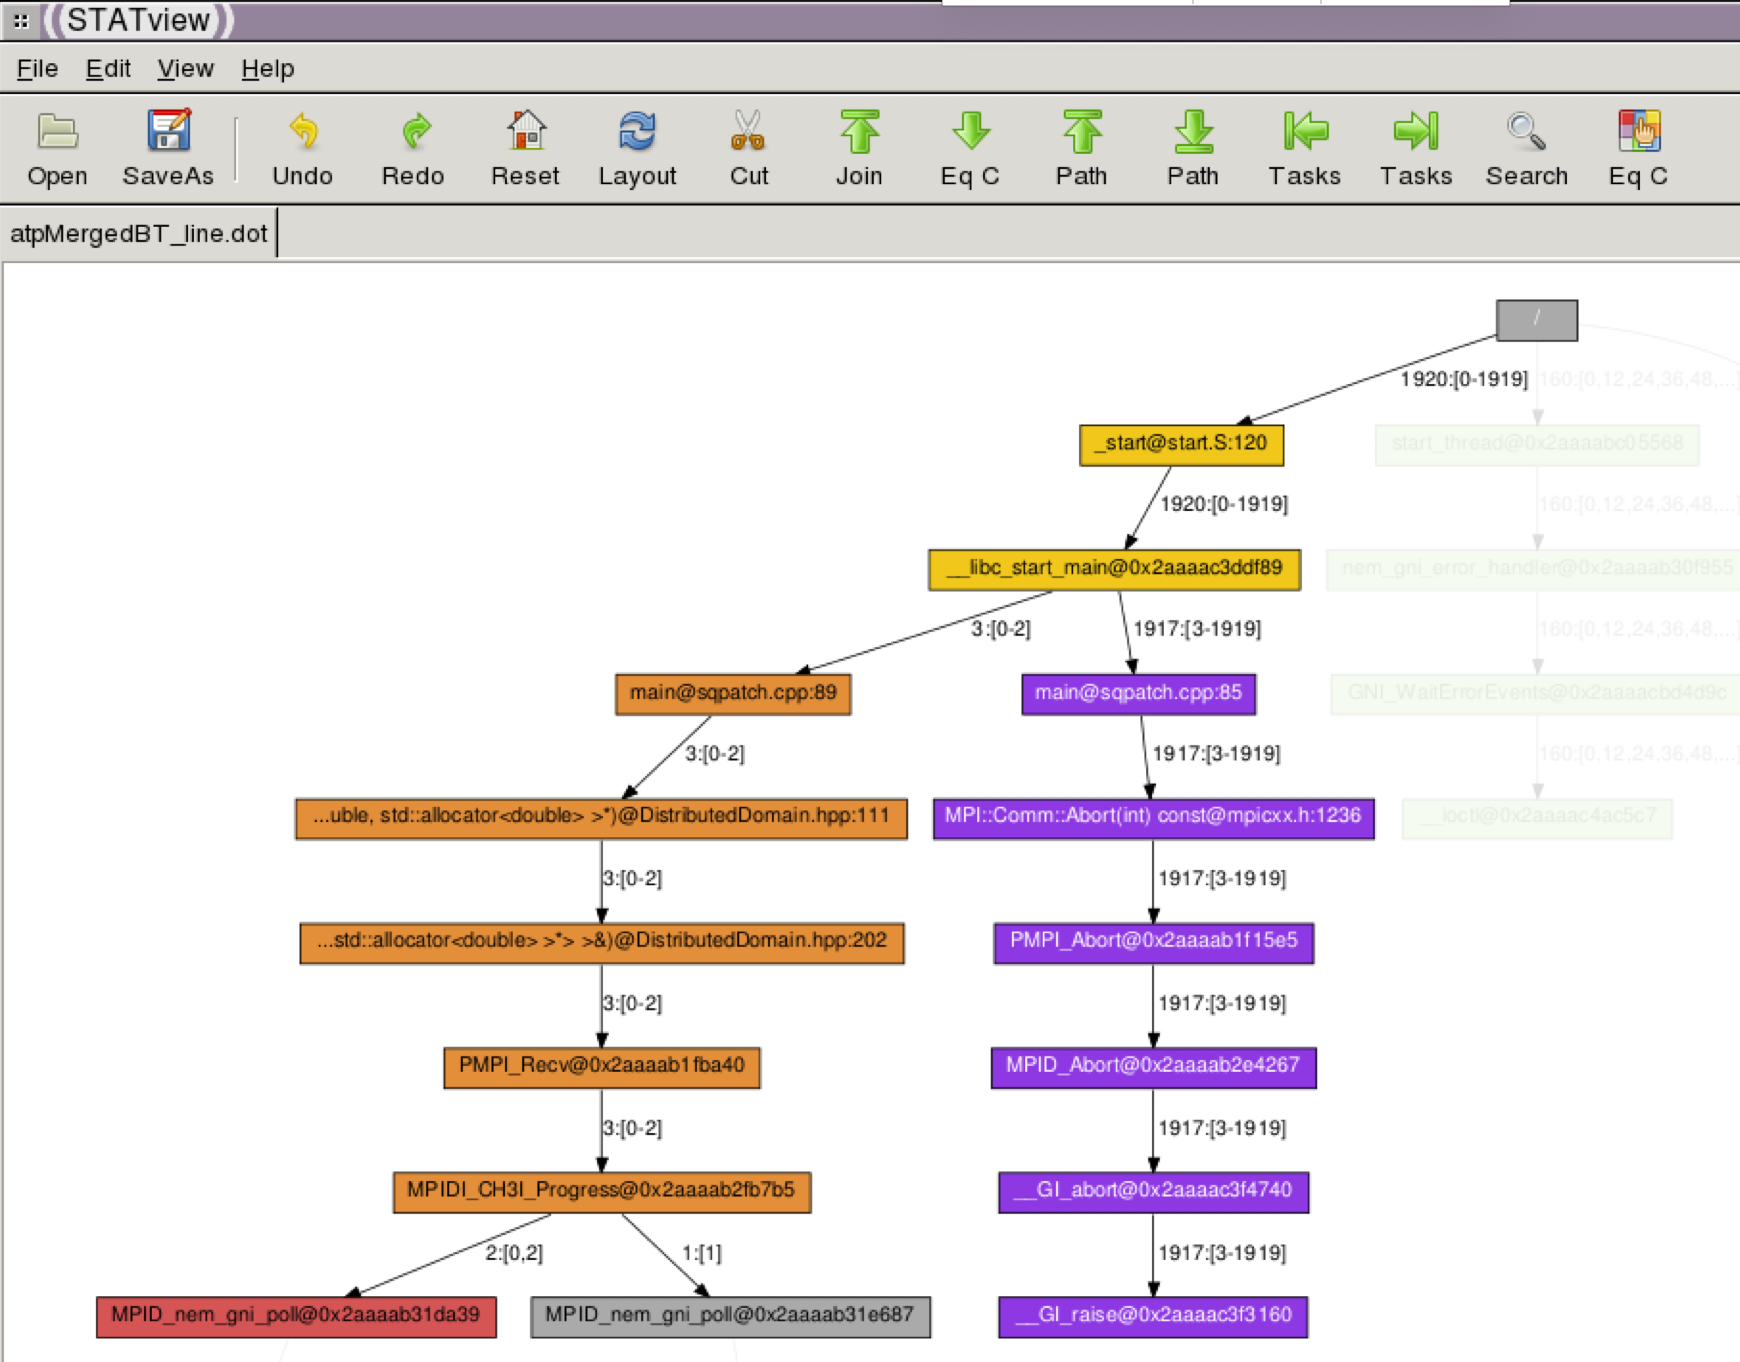 ((STATview))
File Edit View Help
Open SaveAs Undo Redo Reset Layout Cut Join Eq C Path Path Tasks Tasks Search Eq C
atpMergedBT_line.dot
/
1920:[0-1919] 160:[0,12,24,36,48,...]
_start@start.S:120 start_thread@0x2aaaabc05568
1920:[0-1919] 160:[0,12,24,36,48,...]
__libc_start_main@0x2aaaac3ddf89 nem_gni_error_handler@0x2aaaab30f955
3:[0-2] 1917:[3-1919] 160:[0,12,24,36,48,...]
main@sqpatch.cpp:89 main@sqpatch.cpp:85 GNI_WaitErrorEvents@0x2aaaacbd4d9c
3:[0-2] 1917:[3-1919] 160:[0,12,24,36,48,...]
...uble, std::allocator<double> >*)@DistributedDomain.hpp:111 MPI::Comm::Abort(int) const@mpicxx.h:1236 __ioctl@0x2aaaac4ac5c7
3:[0-2] 1917:[3-1919]
...std::allocator<double> >*> >&)@DistributedDomain.hpp:202 PMPI_Abort@0x2aaaab1f15e5
3:[0-2] 1917:[3-1919]
PMPI_Recv@0x2aaaab1fba40 MPID_Abort@0x2aaaab2e4267
3:[0-2] 1917:[3-1919]
MPIDI_CH3I_Progress@0x2aaaab2fb7b5 __GI_abort@0x2aaaac3f4740
2:[0,2] 1:[1] 1917:[3-1919]
MPID_nem_gni_poll@0x2aaaab31da39 MPID_nem_gni_poll@0x2aaaab31e687 __GI_raise@0x2aaaac3f3160